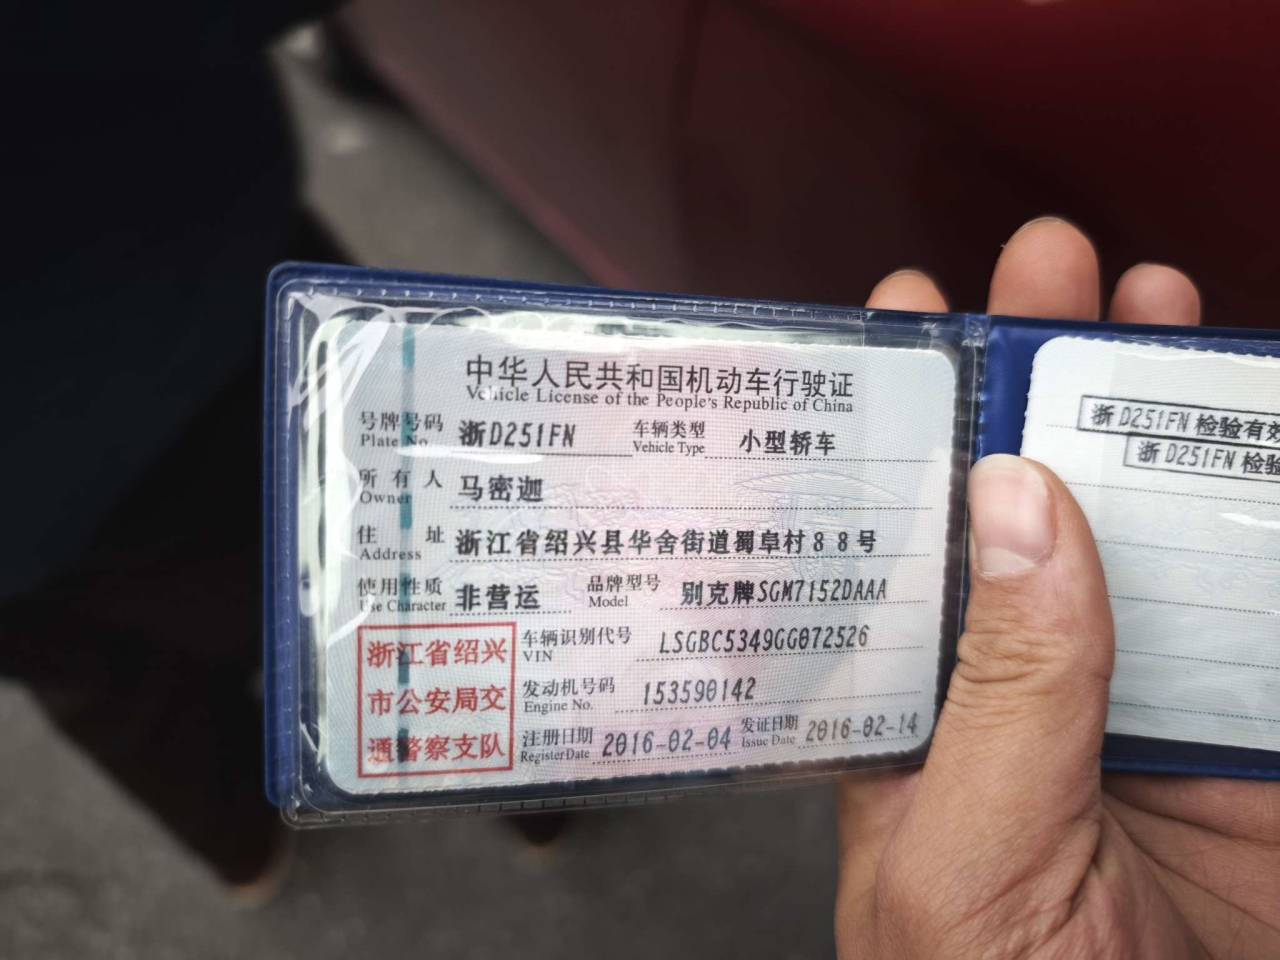 中华人民共和国机动车行驶证
Vehicle License of the People's Republic of China
号牌号码 浙D251FN 车辆类型 小型轿车
Plate No. Vehicle Type
所有人 马密迦
Owner
住址 浙江省绍兴县华舍街道蜀阜村88号
Address
使用性质 非营运 品牌型号 别克牌SGM7152DAAA
Use Character Model
浙江省绍兴
市公安局交
通警察支队
车辆识别代号 LSGBC5349GG072526
VIN
发动机号码 153590142
Engine No.
注册日期 2016-02-04 发证日期 2016-02-14
Register Date Issue Date
浙D251FN 检验有效
浙D251FN 检验